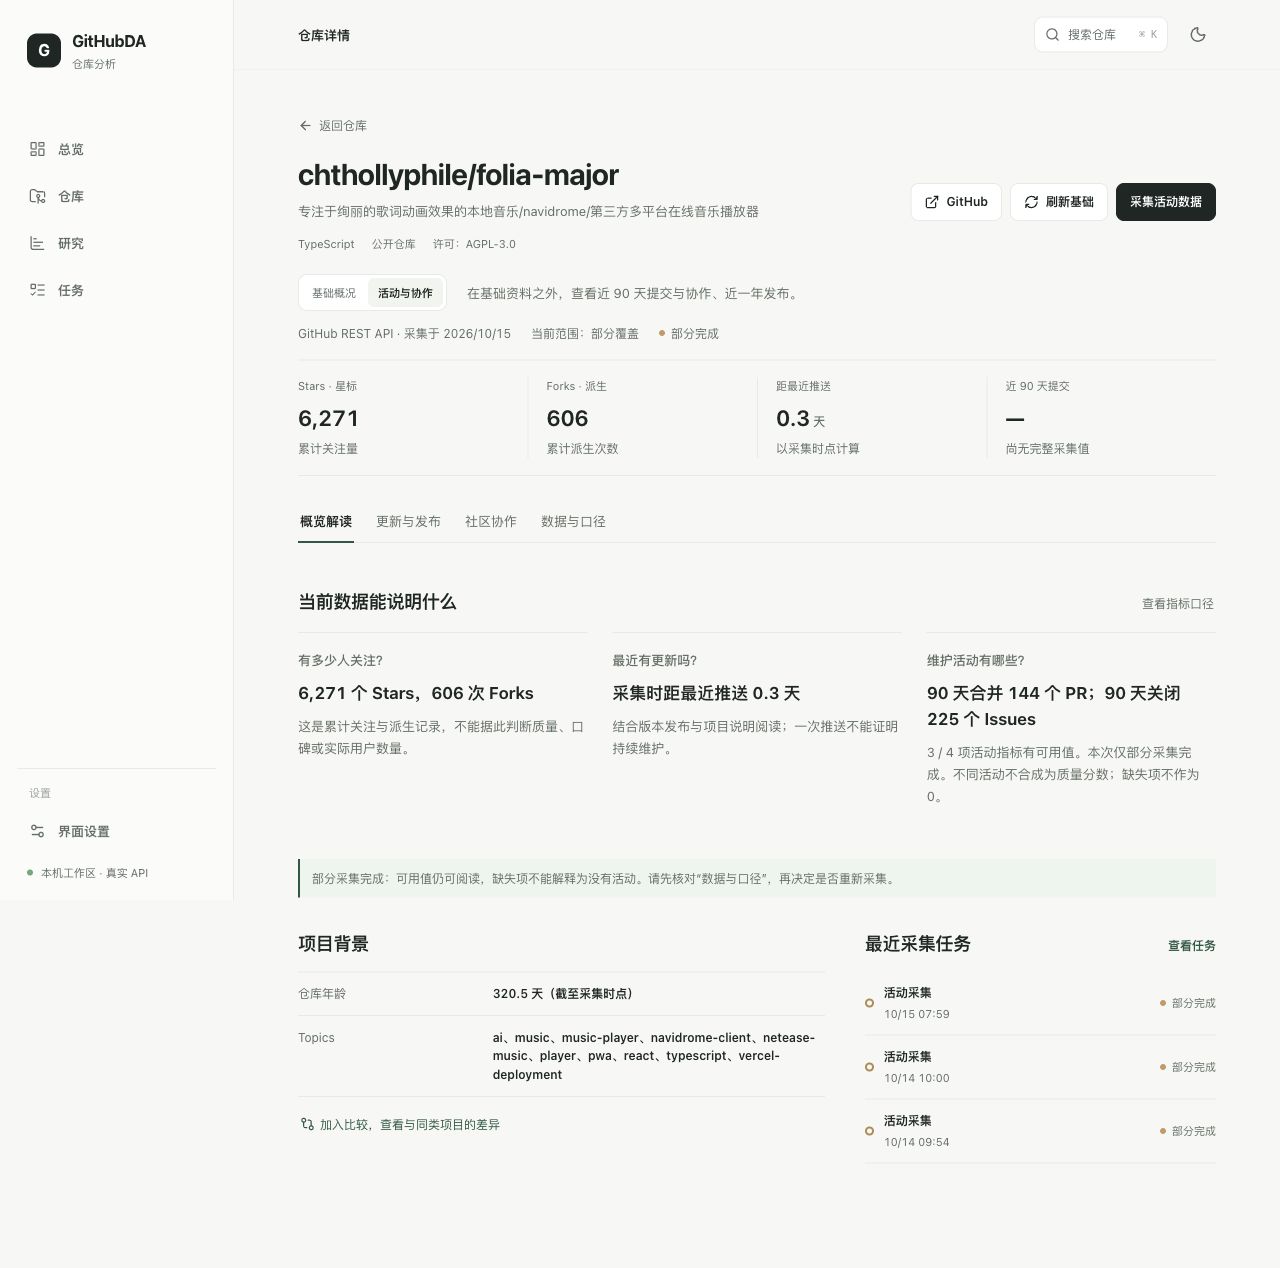 G
GitHubDA
仓库分析
总览
仓库
研究
任务
设置
界面设置
本机工作区 · 真实 API
仓库详情
搜索仓库 ⌘ K
返回仓库
chthollyphile/folia-major
专注于绚丽的歌词动画效果的本地音乐/navidrome/第三方多平台在线音乐播放器
TypeScript 公开仓库 许可：AGPL-3.0
GitHub 刷新基础 采集活动数据
基础概况 活动与协作 在基础资料之外，查看近 90 天提交与协作、近一年发布。
GitHub REST API · 采集于 2026/10/15 当前范围：部分覆盖 部分完成
Stars · 星标
6,271
累计关注量
Forks · 派生
606
累计派生次数
距最近推送
0.3 天
以采集时点计算
近 90 天提交
—
尚无完整采集值
概览解读 更新与发布 社区协作 数据与口径
当前数据能说明什么 查看指标口径
有多少人关注?
6,271 个 Stars，606 次 Forks
这是累计关注与派生记录，不能据此判断质量、口
碑或实际用户数量。
最近有更新吗?
采集时距最近推送 0.3 天
结合版本发布与项目说明阅读；一次推送不能证明
持续维护。
维护活动有哪些?
90 天合并 144 个 PR；90 天关闭
225 个 Issues
3 / 4 项活动指标有可用值。本次仅部分采集完
成。不同活动不合成为质量分数；缺失项不作为
0。
部分采集完成：可用值仍可阅读，缺失项不能解释为没有活动。请先核对“数据与口径”，再决定是否重新采集。
项目背景
仓库年龄 320.5 天（截至采集时点）
Topics ai、music、music-player、navidrome-client、netease-
music、player、pwa、react、typescript、vercel-
deployment
加入比较，查看与同类项目的差异
最近采集任务 查看任务
活动采集
10/15 07:59
部分完成
活动采集
10/14 10:00
部分完成
活动采集
10/14 09:54
部分完成